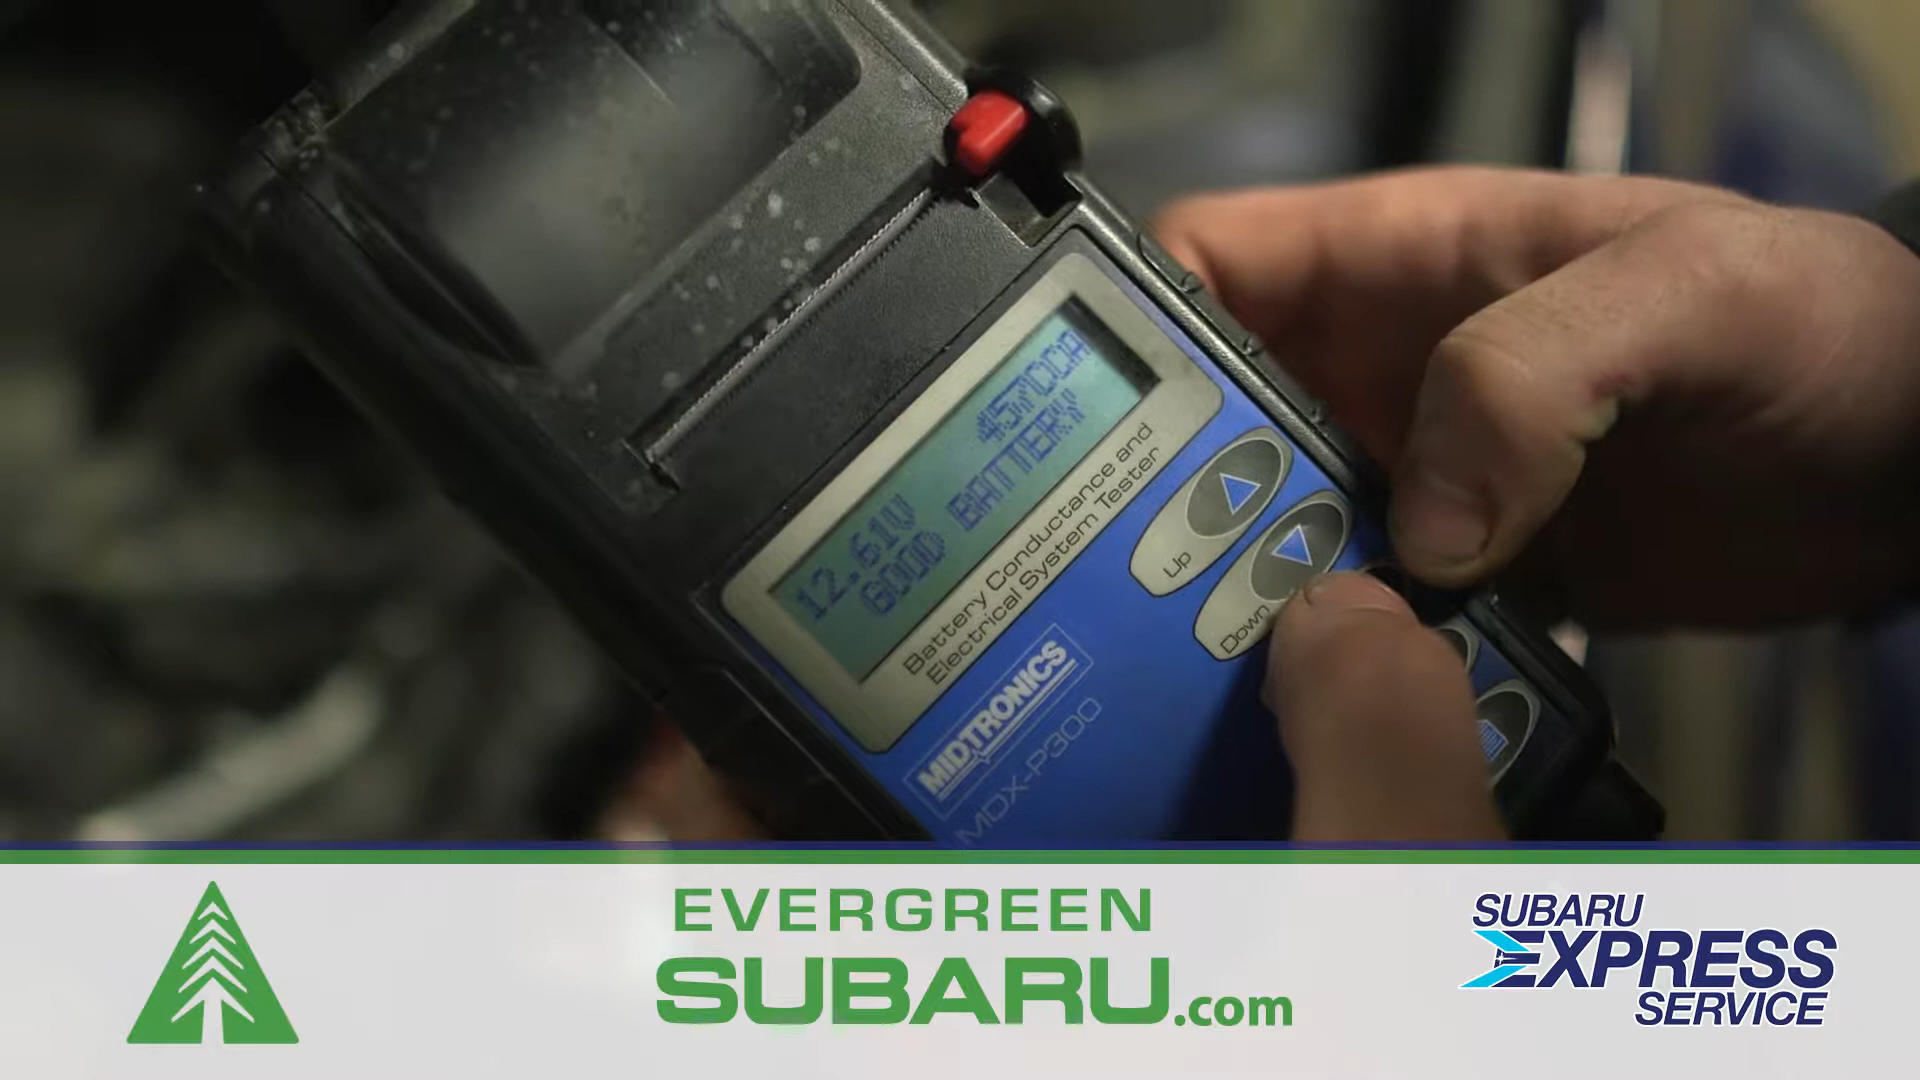 12.61V
GOOD BATTERY
Battery Conductance and
Electrical System Tester
Up
Down
MIDTRONICS
MDX-P300
EVERGREEN
SUBARU.com
SUBARU
EXPRESS
SERVICE